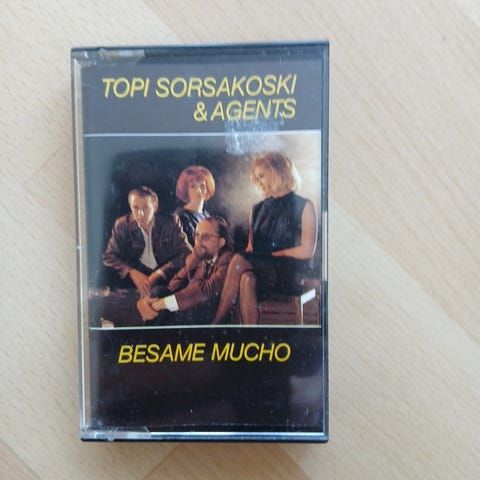 TOPI SORSAKOSKI
& AGENTS
BESAME MUCHO